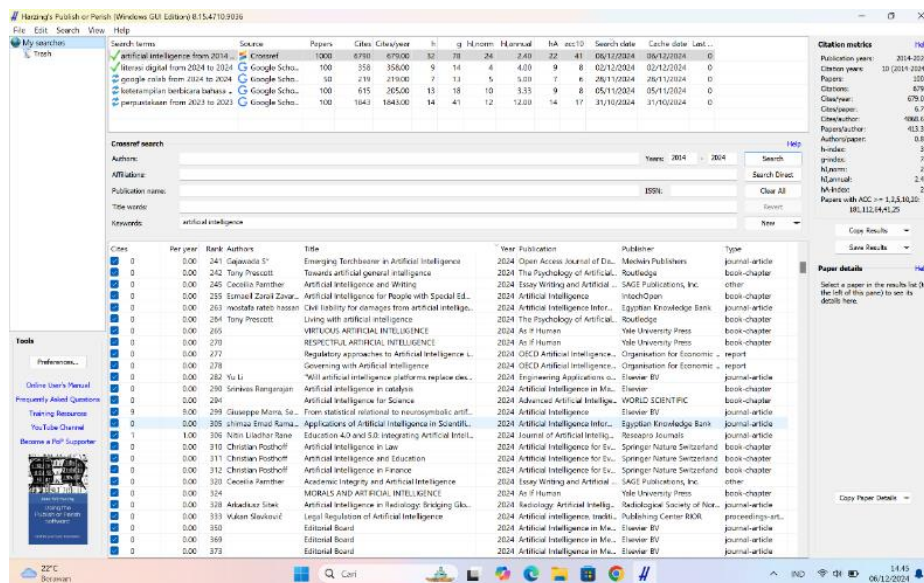 Harzing's Publish or Perish (Windows GUI Edition) 8.15.4710.9036
File Edit Search View Help
My searches
Trash
Search terms Source Papers Cites Cites/year h g hI,norm hI,annual hA acc10 Search date Cache date Last ...
artificial intelligence from 2014 ... Crossref 1000 6790 679.00 32 78 24 2.40 22 41 06/12/2024 06/12/2024 0
literasi digital from 2024 to 2024 Google Scho... 100 358 358.00 9 14 4 4.00 9 8 02/12/2024 02/12/2024 0
google colab from 2024 to 2024 Google Scho... 50 219 219.00 7 13 5 5.00 7 6 28/11/2024 28/11/2024 0
keterampilan berbicara bahasa ... Google Scho... 100 615 205.00 13 18 10 3.33 9 8 05/11/2024 05/11/2024 0
perpustakaan from 2023 to 2023 Google Scho... 100 1843 1843.00 14 41 12 12.00 14 17 31/10/2024 31/10/2024 0
Crossref search Help
Authors: Years: 2014 - 2024 Search
Affiliations: Search Direct
Publication name: ISSN: Clear All
Title words: Revert
Keywords: artificial intelligence New
Cites Per year Rank Authors Title Year Publication Publisher Type
0 0.00 241 Gajawada S* Emerging Torchbearer in Artificial Intelligence 2024 Open Access Journal of Da... Medwin Publishers journal-article
0 0.00 242 Tony Prescott Towards artificial general intelligence 2024 The Psychology of Artificial... Routledge book-chapter
0 0.00 245 Cecilia Farnther Artificial Intelligence and Writing 2024 Essay Writing and Artificial ... SAGE Publications, Inc. other
0 0.00 255 Esmaeil Zaraii Zavar... Artificial Intelligence for People with Special Ed... 2024 Artificial Intelligence IntechOpen book-chapter
0 0.00 263 mostafa rateb hassan Civil liability for damages from artificial intellige... 2024 Artificial Intelligence Infor... Egyptian Knowledge Bank journal-article
0 0.00 264 Tony Prescott Living with artificial intelligence 2024 The Psychology of Artificial... Routledge book-chapter
0 0.00 265 VIRTUOUS ARTIFICIAL INTELLIGENCE 2024 As If Human Yale University Press book-chapter
0 0.00 270 RESPECTFUL ARTIFICIAL INTELLIGENCE 2024 As If Human Yale University Press book-chapter
0 0.00 277 Regulatory approaches to Artificial Intelligence i... 2024 OECD Artificial Intelligence... Organisation for Economic ... report
0 0.00 278 Governing with Artificial Intelligence 2024 OECD Artificial Intelligence... Organisation for Economic ... report
0 0.00 282 Yu Li "Will artificial intelligence platforms replace des... 2024 Engineering Applications o... Elsevier BV journal-article
0 0.00 290 Srinivas Rangarajan Artificial intelligence in catalysis 2024 Artificial Intelligence in Ma... Elsevier book-chapter
0 0.00 294 Artificial Intelligence for Science 2024 Advanced Artificial Intellige... WORLD SCIENTIFIC book-chapter
9 9.00 299 Giuseppe Marra, Se... From statistical relational to neurosymbolic artif... 2024 Artificial Intelligence Elsevier BV journal-article
0 0.00 305 shimaa Emad Rama... Applications of Artificial Intelligence in Scientifi... 2024 Artificial Intelligence Infor... Egyptian Knowledge Bank journal-article
1 1.00 306 Nitin Liladhar Rane Education 4.0 and 5.0: integrating Artificial Intell... 2024 Journal of Artificial Intellig... Reseapro Journals journal-article
0 0.00 310 Christian Posthoff Artificial Intelligence in Law 2024 Artificial Intelligence for Ev... Springer Nature Switzerland book-chapter
0 0.00 311 Christian Posthoff Artificial Intelligence and Education 2024 Artificial Intelligence for Ev... Springer Nature Switzerland book-chapter
0 0.00 312 Christian Posthoff Artificial Intelligence in Finance 2024 Artificial Intelligence for Ev... Springer Nature Switzerland book-chapter
0 0.00 320 Cecelia Parnther Academic Integrity and Artificial Intelligence 2024 Essay Writing and Artificial ... SAGE Publications, Inc. other
0 0.00 324 MORALS AND ARTIFICIAL INTELLIGENCE 2024 As If Human Yale University Press book-chapter
0 0.00 328 Arkadiusz Sitek Artificial Intelligence in Radiology: Bridging Glo... 2024 Radiology: Artificial Intellig... Radiological Society of Nor... journal-article
0 0.00 333 Vukan Slavković Legal Regulation of Artificial Intelligence 2024 Artificial intelligence, traditi... Publishing Center RIOR proceedings-art...
0 0.00 350 Editorial Board 2024 Artificial Intelligence in Me... Elsevier BV journal-article
0 0.00 369 Editorial Board 2024 Artificial Intelligence in Me... Elsevier BV journal-article
0 0.00 373 Editorial Board 2024 Artificial Intelligence in Me... Elsevier BV journal-article
Tools
Preferences...
Online User's Manual
Frequently Asked Questions
Training Resources
YouTube Channel
Become a PoP Supporter
Using the
Publish or Perish
software
Citation metrics
Publication years:
Citation years:
Papers:
Citations:
Cites/year:
Cites/paper:
Cites/author:
Papers/author:
Authors/paper:
h-index:
g-index:
hI,norm:
hI,annual:
hA-index:
Papers with ACC >= 1,2,5,10,20:
181,112,64,41,25
Copy Results
Save Results
Paper details
Select a paper in the results list (to
the left of this pane) to see its
details here.
Copy Paper Details
22°C
Berawan
Cari
IND
14.45
06/12/2024